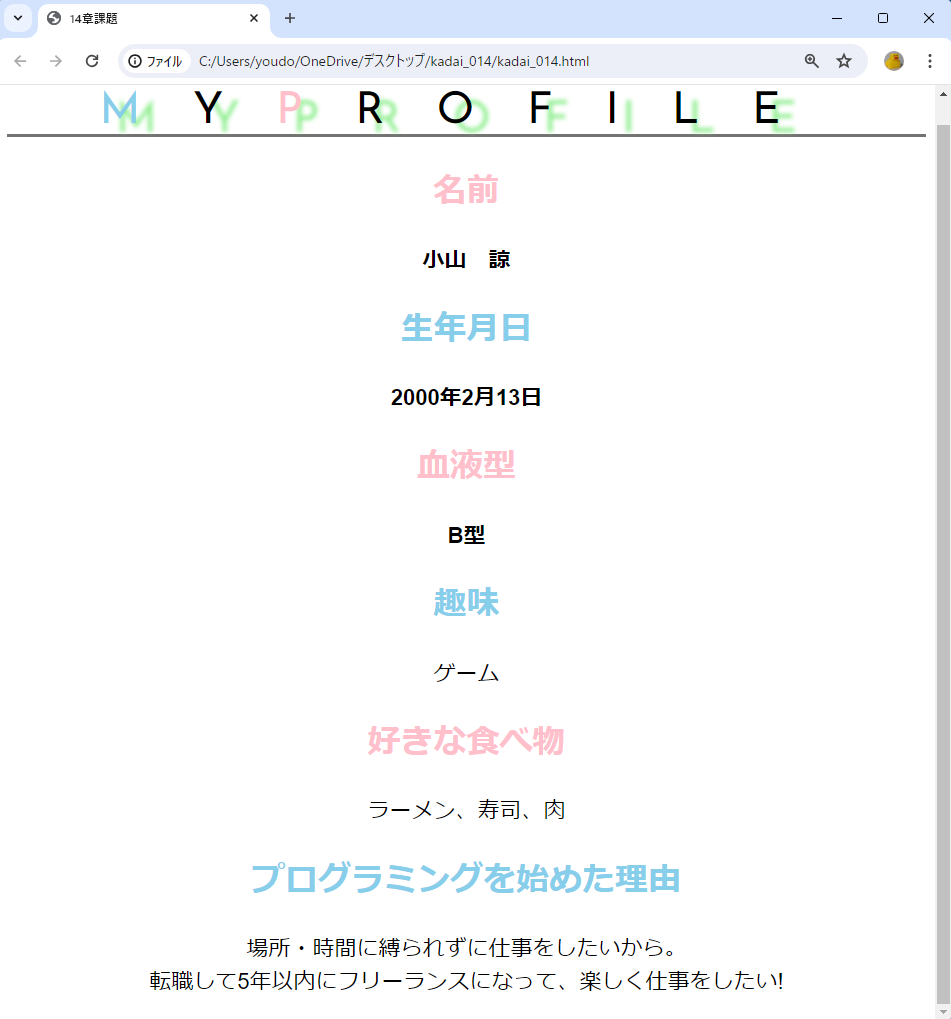 14章課題
ファイル
C:/Users/youdo/OneDrive/デスクトップ/kadai_014/kadai_014.html
MY PROFILE
名前
小山　諒
生年月日
2000年2月13日
血液型
B型
趣味
ゲーム
好きな食べ物
ラーメン、寿司、肉
プログラミングを始めた理由
場所・時間に縛られずに仕事をしたいから。
転職して5年以内にフリーランスになって、楽しく仕事をしたい!